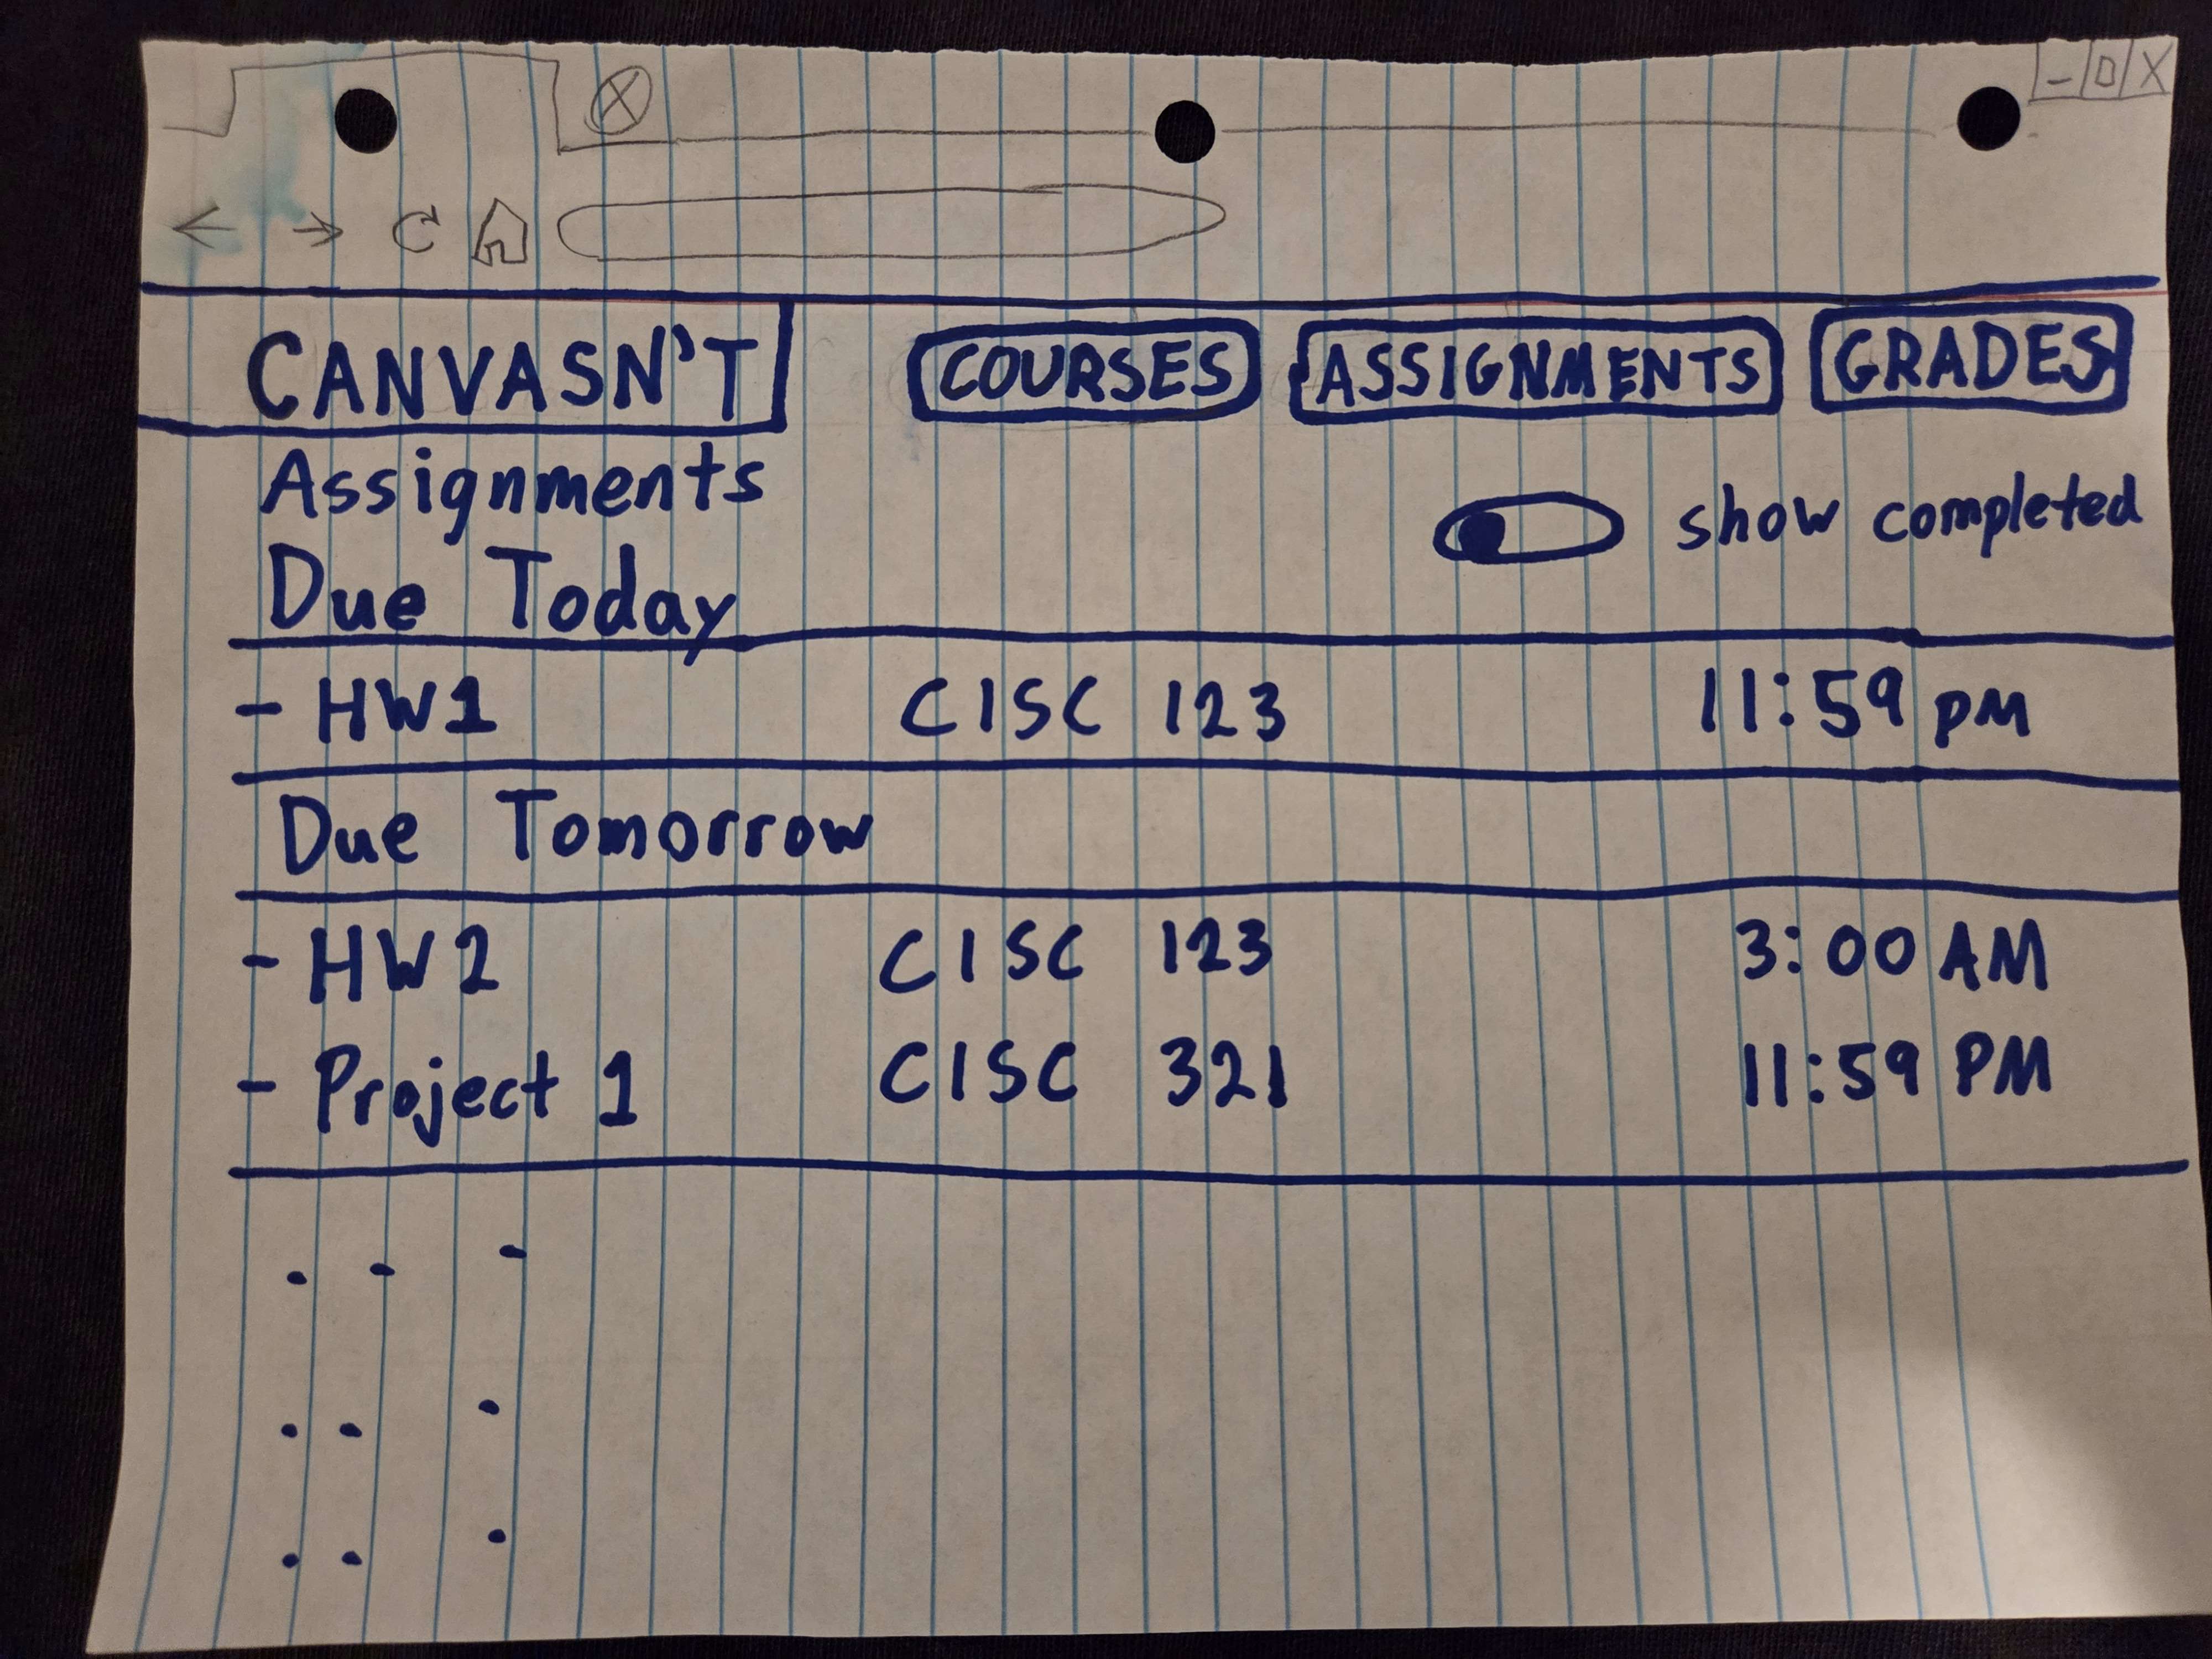 CANVASN'T COURSES ASSIGNMENTS GRADES
Assignments
show completed
Due Today
- HW1 CISC 123 11:59 PM
Due Tomorrow
- HW2 CISC 123 3:00 AM
- Project 1 CISC 321 11:59 PM